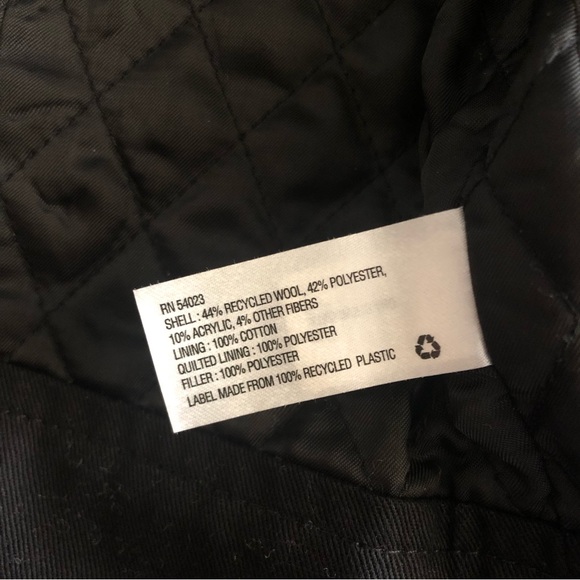 RN 54023
SHELL : 44% RECYCLED WOOL, 42% POLYESTER,
10% ACRYLIC, 4% OTHER FIBERS
LINING : 100% COTTON
QUILTED LINING : 100% POLYESTER
FILLER : 100% POLYESTER
LABEL MADE FROM 100% RECYCLED PLASTIC